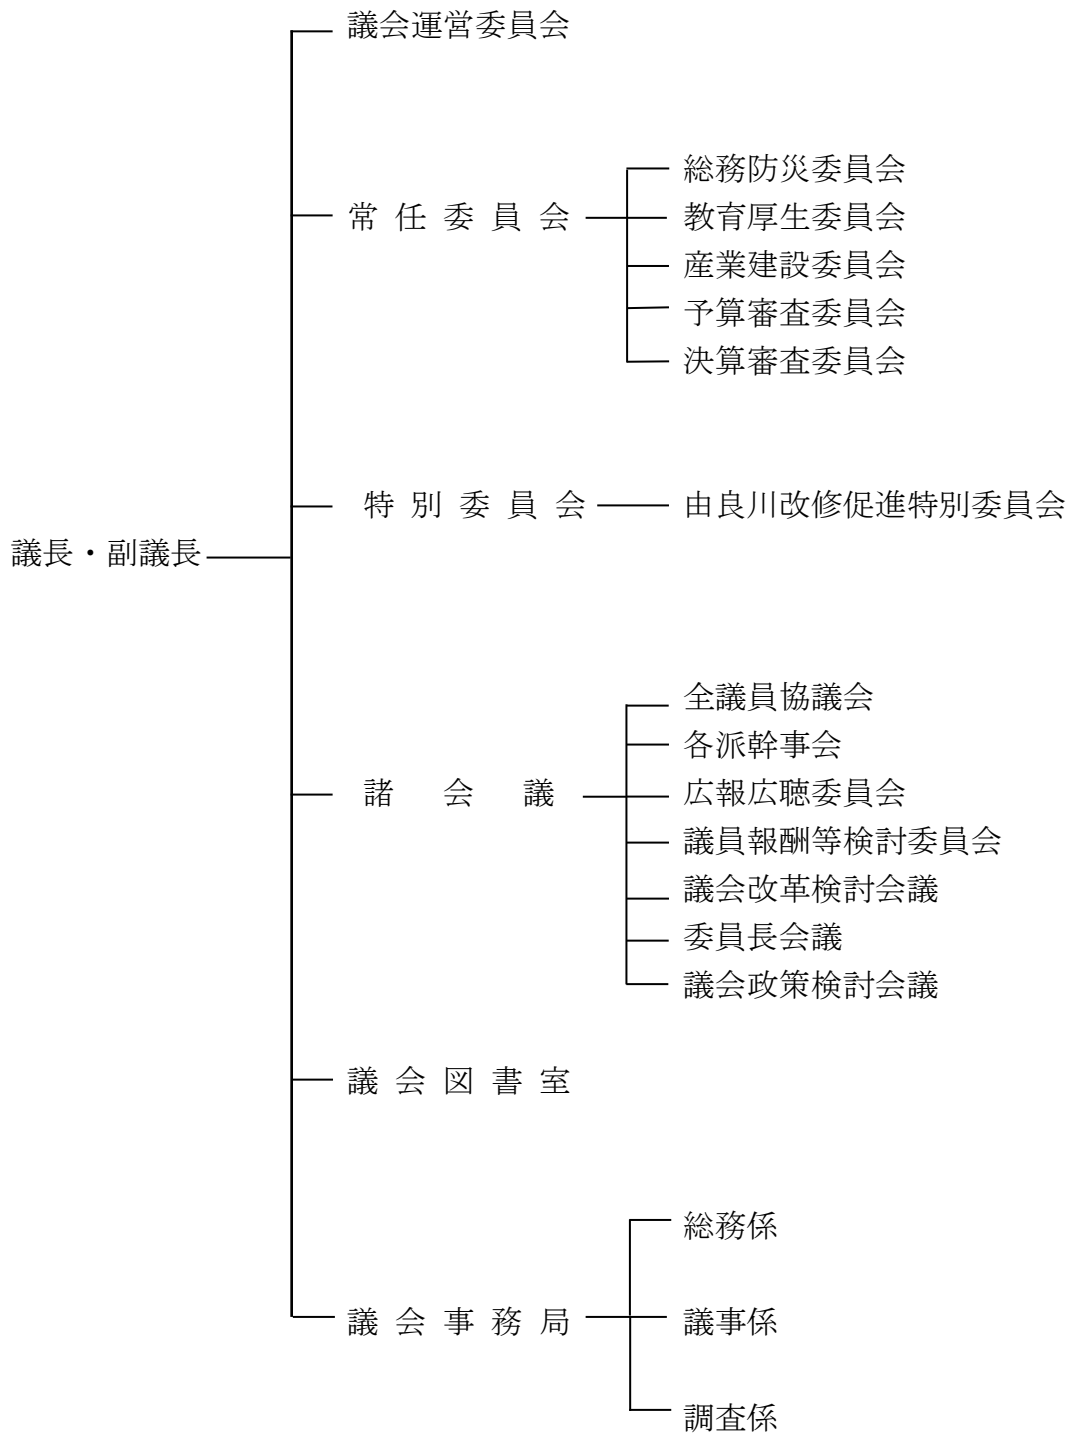 議会運営委員会
常任委員会
総務防災委員会
教育厚生委員会
産業建設委員会
予算審査委員会
決算審査委員会
特別委員会
由良川改修促進特別委員会
議長・副議長
諸会議
全議員協議会
各派幹事会
広報広聴委員会
議員報酬等検討委員会
議会改革検討会議
委員長会議
議会政策検討会議
議会図書室
議会事務局
総務係
議事係
調査係